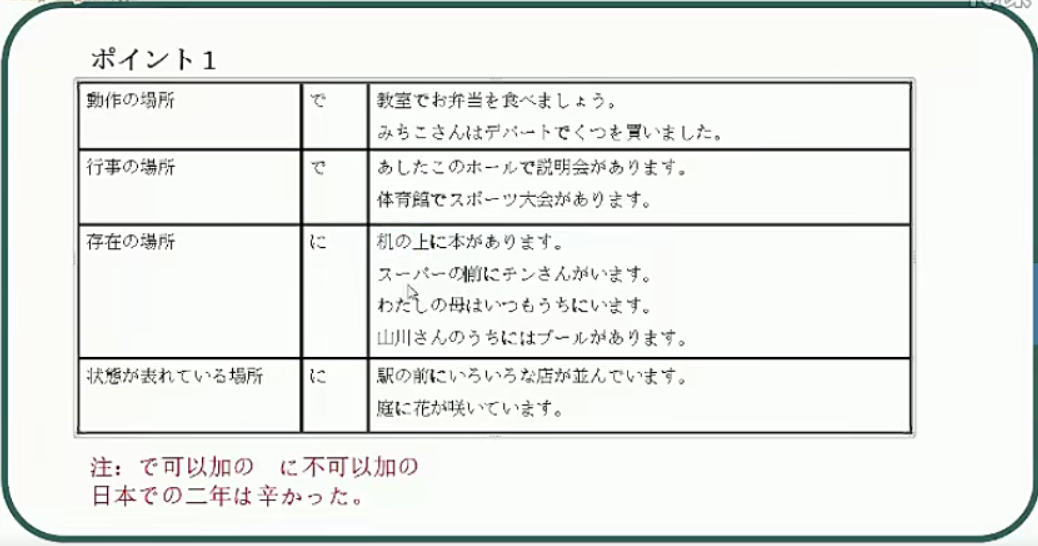 ポイント１
動作の場所 で 教室でお弁当を食べましょう。
みちこさんはデパートでくつを買いました。
行事の場所 で あしたこのホールで説明会があります。
体育館でスポーツ大会があります。
存在の場所 に 机の上に本があります。
スーパーの前にチンさんがいます。
わたしの母はいつもうちにいます。
山川さんのうちにはプールがあります。
状態が表れている場所 に 駅の前にいろいろな店が並んでいます。
庭に花が咲いています。
注：で可以加の　に不可以加の
日本での二年は辛かった。